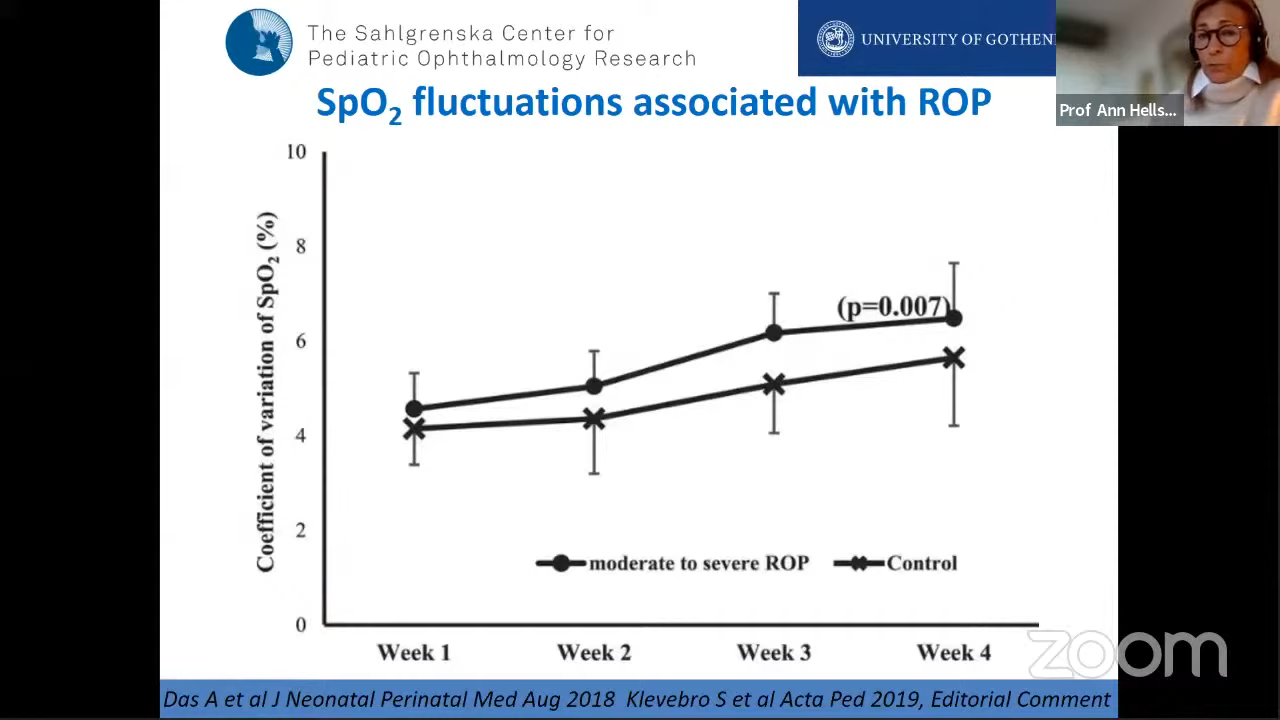 The Sahlgrenska Center for
Pediatric Ophthalmology Research
UNIVERSITY OF GOTHEN
Prof Ann Hells...
SpO₂ fluctuations associated with ROP
Coefficient of variation of SpO₂ (%)
10
8
6
4
2
0
(p=0.007)
moderate to severe ROP
Control
Week 1
Week 2
Week 3
Week 4
zoom
Das A et al J Neonatal Perinatal Med Aug 2018 Klevebro S et al Acta Ped 2019, Editorial Comment